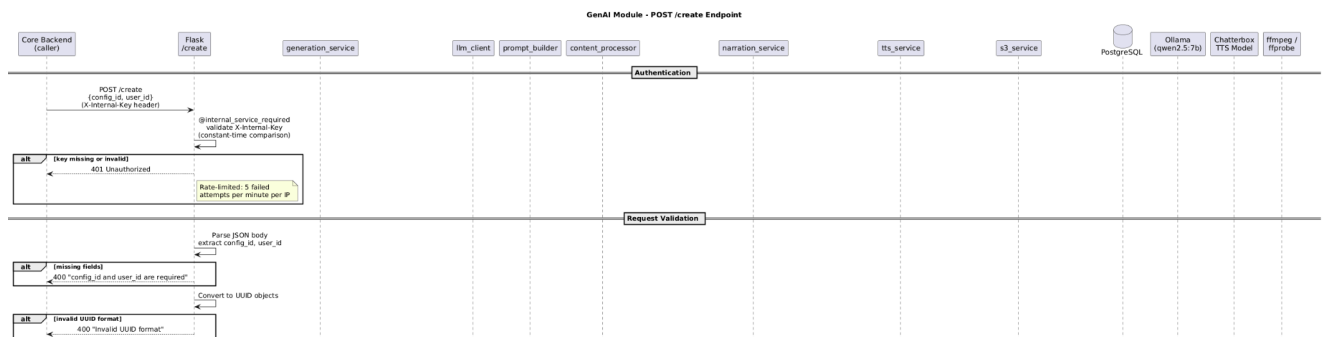 GenAI Module - POST /create Endpoint
Core Backend
(caller)
Flask
/create
generation_service
llm_client
prompt_builder
content_processor
narration_service
tts_service
s3_service
PostgreSQL
Ollama
(qwen2.5:7b)
Chatterbox
TTS Model
ffmpeg /
ffprobe
Authentication
POST /create
{config_id, user_id}
(X-Internal-Key header)
@internal_service_required
validate X-Internal-Key
(constant-time comparison)
alt [key missing or invalid]
401 Unauthorized
Rate-limited: 5 failed
attempts per minute per IP
Request Validation
Parse JSON body
extract config_id, user_id
alt [missing fields]
400 "config_id and user_id are required"
Convert to UUID objects
alt [invalid UUID format]
400 "Invalid UUID format"